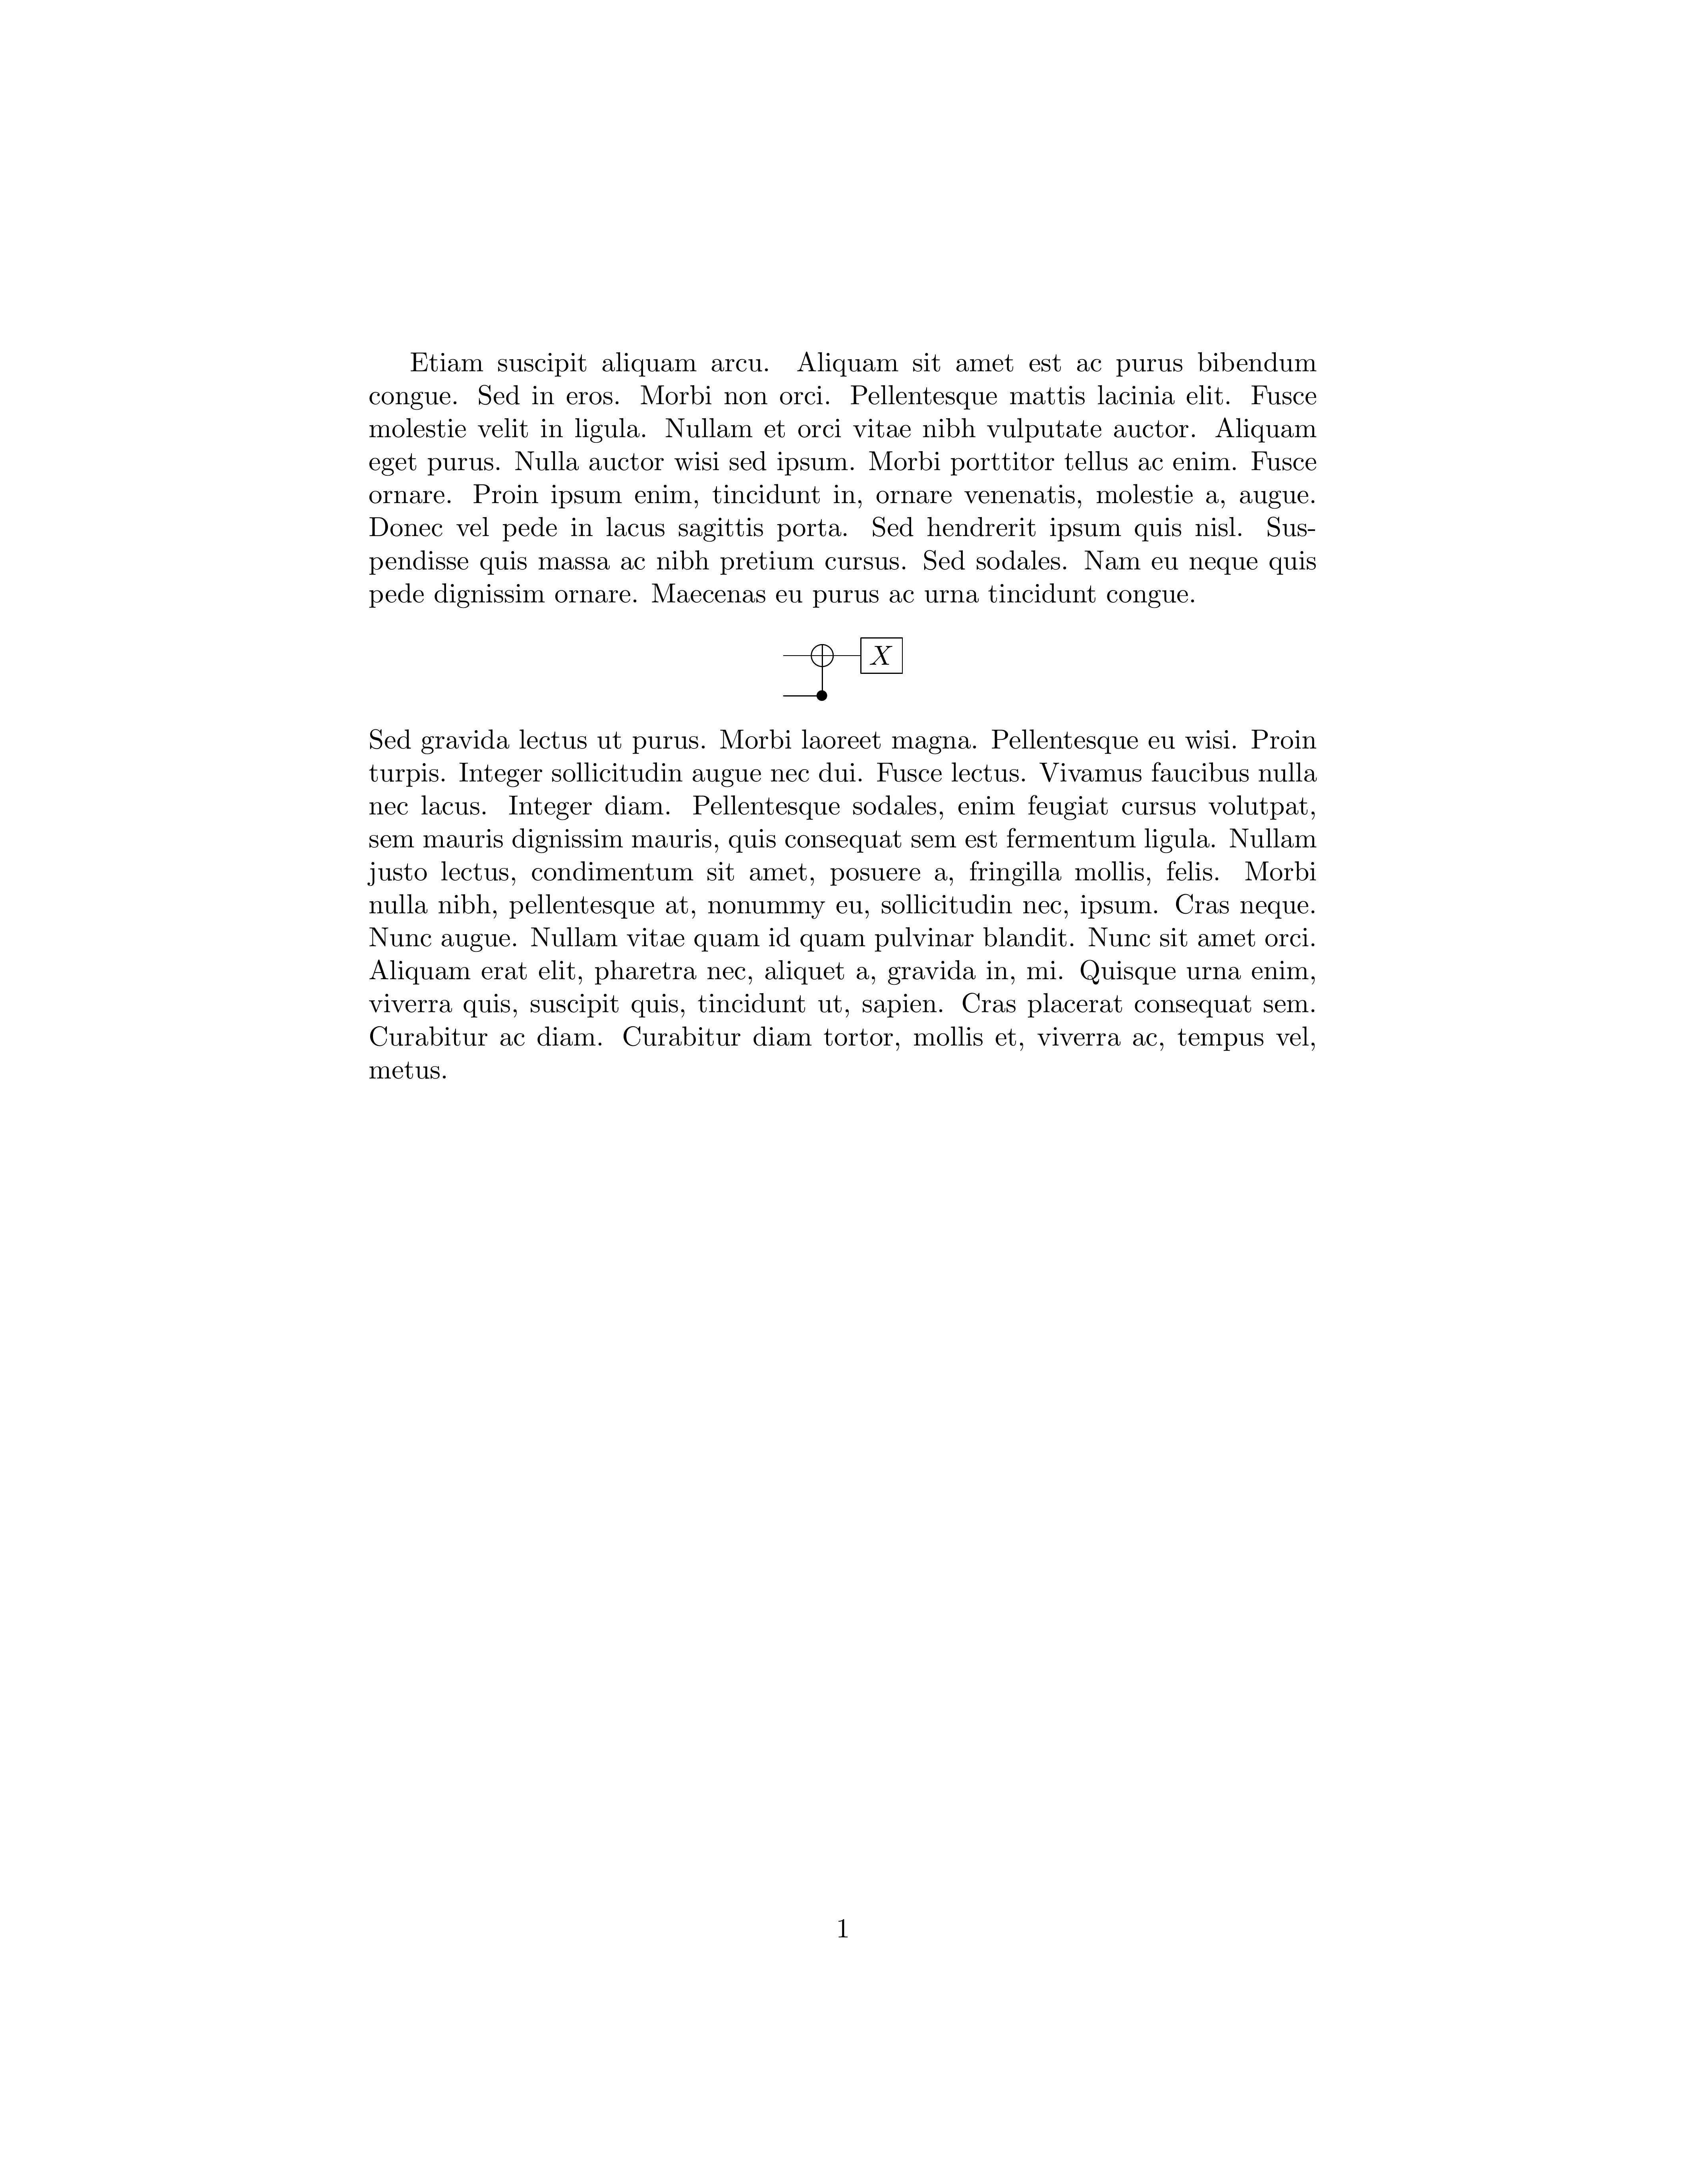 Etiam suscipit aliquam arcu. Aliquam sit amet est ac purus bibendum
congue. Sed in eros. Morbi non orci. Pellentesque mattis lacinia elit. Fusce
molestie velit in ligula. Nullam et orci vitae nibh vulputate auctor. Aliquam
eget purus. Nulla auctor wisi sed ipsum. Morbi porttitor tellus ac enim. Fusce
ornare. Proin ipsum enim, tincidunt in, ornare venenatis, molestie a, augue.
Donec vel pede in lacus sagittis porta. Sed hendrerit ipsum quis nisl. Sus-
pendisse quis massa ac nibh pretium cursus. Sed sodales. Nam eu neque quis
pede dignissim ornare. Maecenas eu purus ac urna tincidunt congue.
X
Sed gravida lectus ut purus. Morbi laoreet magna. Pellentesque eu wisi. Proin
turpis. Integer sollicitudin augue nec dui. Fusce lectus. Vivamus faucibus nulla
nec lacus. Integer diam. Pellentesque sodales, enim feugiat cursus volutpat,
sem mauris dignissim mauris, quis consequat sem est fermentum ligula. Nullam
justo lectus, condimentum sit amet, posuere a, fringilla mollis, felis. Morbi
nulla nibh, pellentesque at, nonummy eu, sollicitudin nec, ipsum. Cras neque.
Nunc augue. Nullam vitae quam id quam pulvinar blandit. Nunc sit amet orci.
Aliquam erat elit, pharetra nec, aliquet a, gravida in, mi. Quisque urna enim,
viverra quis, suscipit quis, tincidunt ut, sapien. Cras placerat consequat sem.
Curabitur ac diam. Curabitur diam tortor, mollis et, viverra ac, tempus vel,
metus.
1